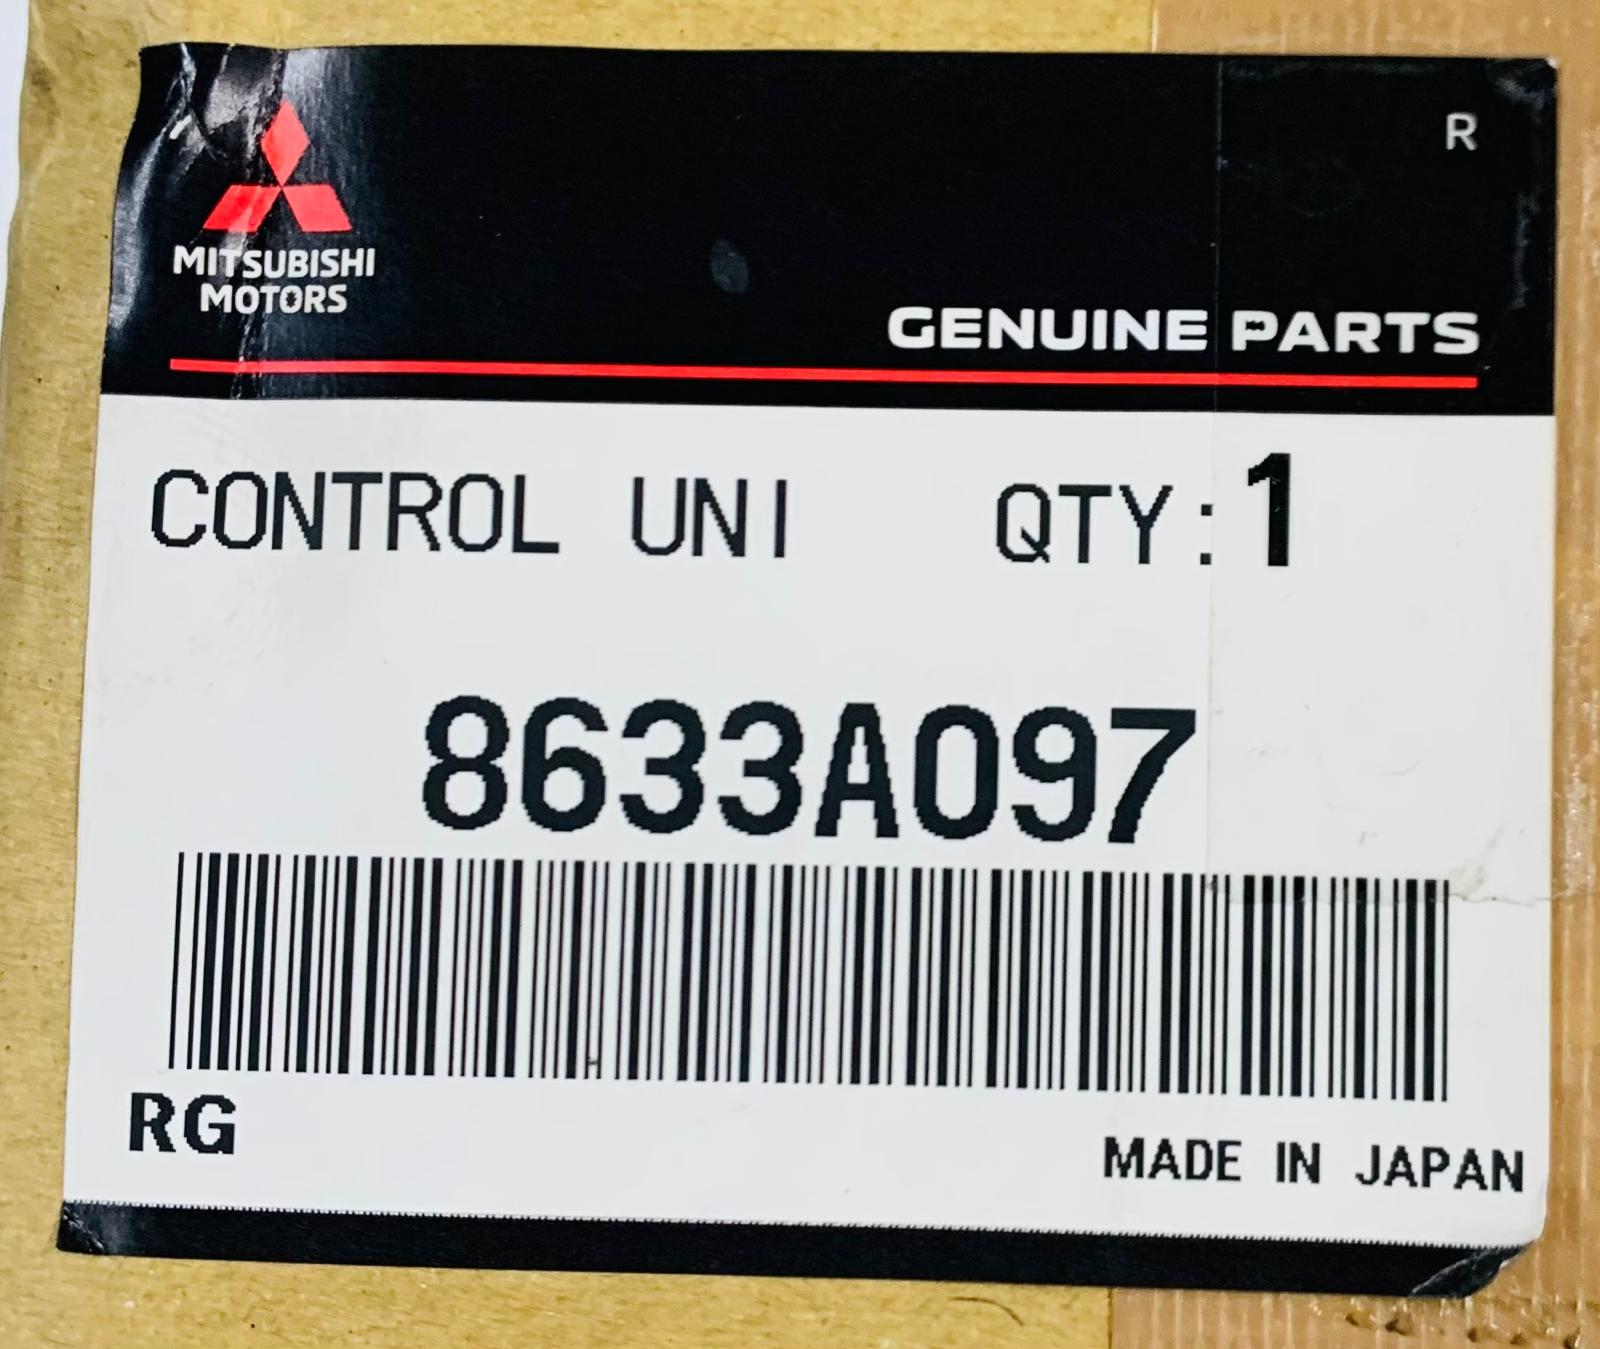 R
MITSUBISHI
MOTORS
GENUINE PARTS
CONTROL UNI QTY:1
8633A097
RG
MADE IN JAPAN